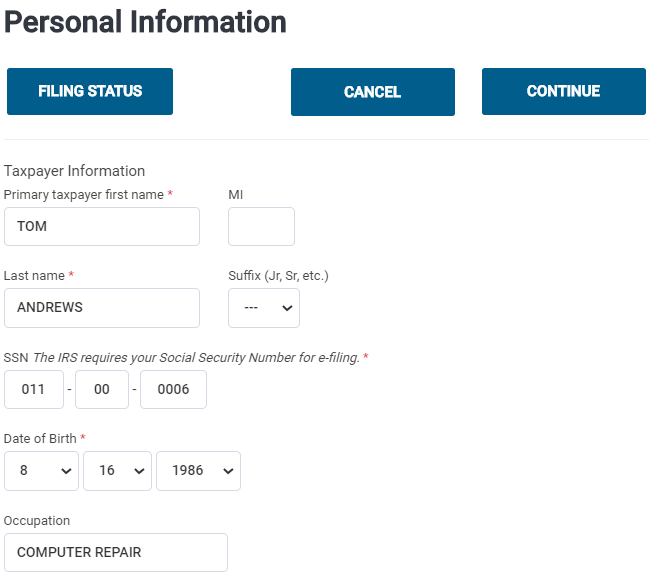 Personal Information
FILING STATUS CANCEL CONTINUE
Taxpayer Information
Primary taxpayer first name * MI
TOM
Last name * Suffix (Jr, Sr, etc.)
ANDREWS ---
SSN The IRS requires your Social Security Number for e-filing. *
011 - 00 - 0006
Date of Birth *
8 16 1986
Occupation
COMPUTER REPAIR